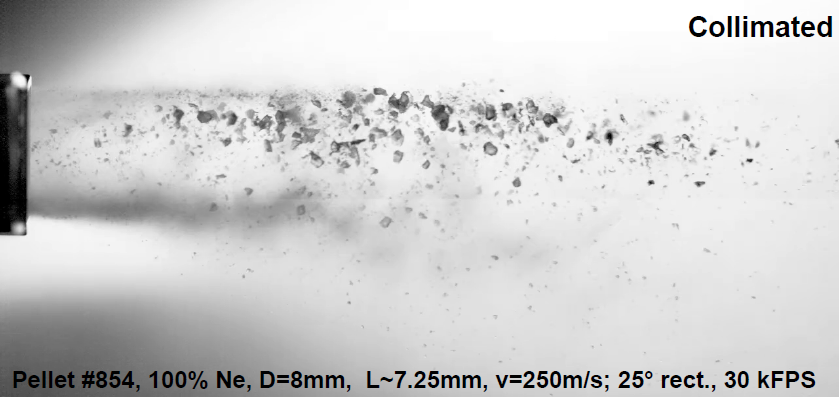 Collimated
Pellet #854, 100% Ne, D=8mm, L~7.25mm, v=250m/s; 25° rect., 30 kFPS